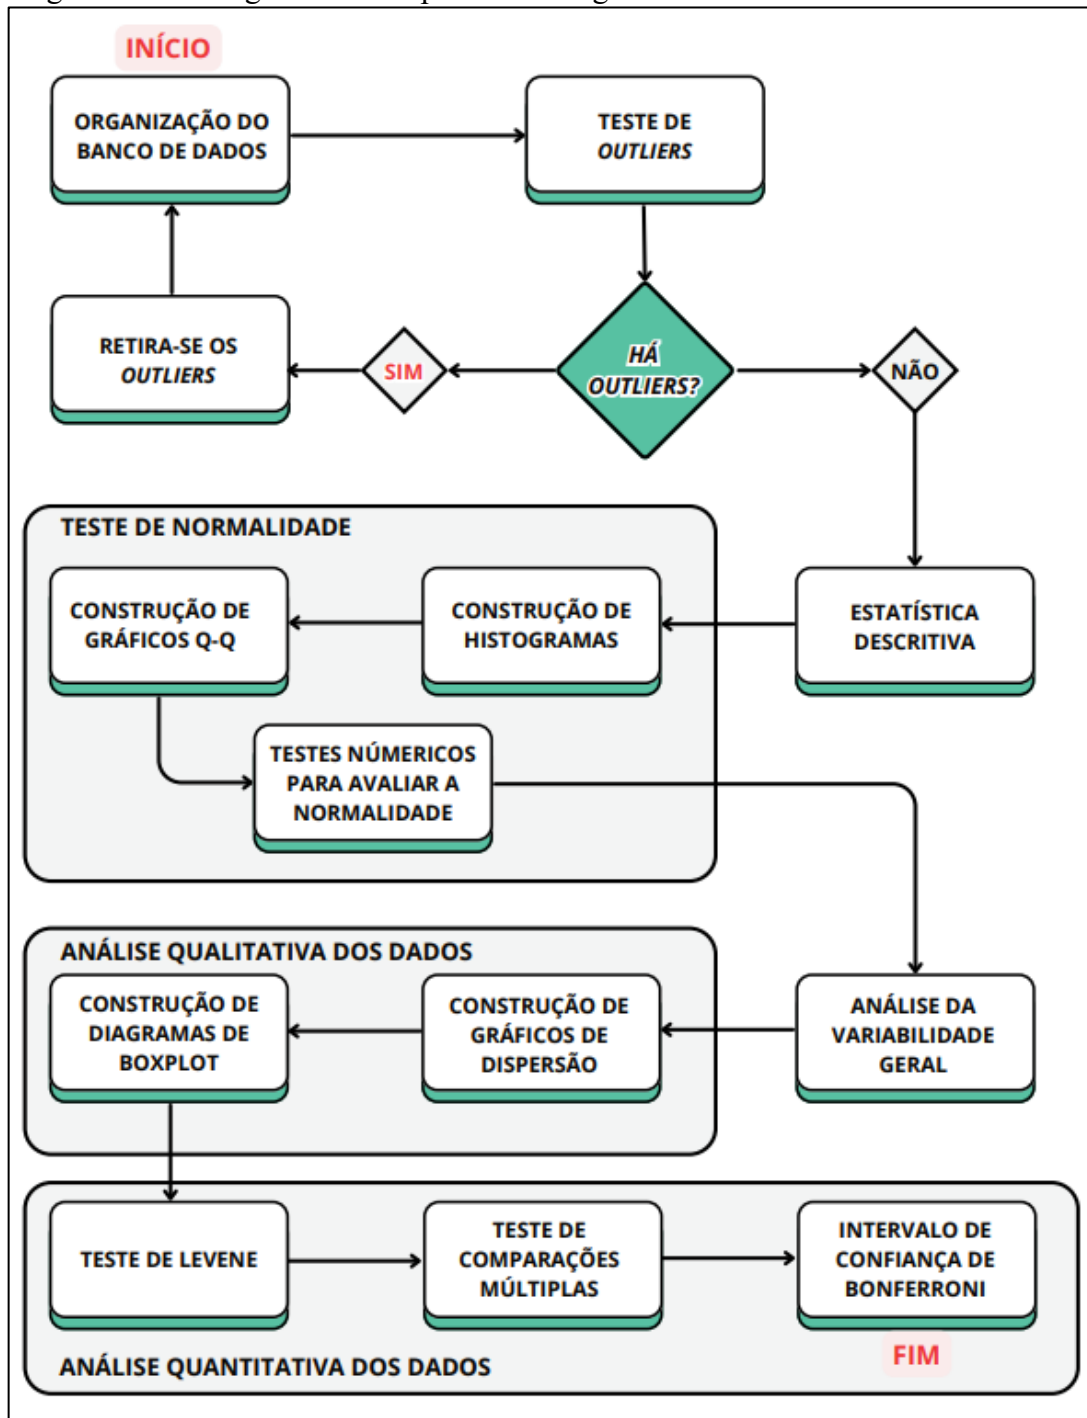 INÍCIO
ORGANIZAÇÃO DO
BANCO DE DADOS
TESTE DE
OUTLIERS
HÁ
OUTLIERS?
SIM
NÃO
RETIRA-SE OS
OUTLIERS
TESTE DE NORMALIDADE
CONSTRUÇÃO DE
GRÁFICOS Q-Q
CONSTRUÇÃO DE
HISTOGRAMAS
ESTATÍSTICA
DESCRITIVA
TESTES NÚMERICOS
PARA AVALIAR A
NORMALIDADE
ANÁLISE QUALITATIVA DOS DADOS
CONSTRUÇÃO DE
DIAGRAMAS DE
BOXPLOT
CONSTRUÇÃO DE
GRÁFICOS DE
DISPERSÃO
ANÁLISE DA
VARIABILIDADE
GERAL
TESTE DE LEVENE
TESTE DE
COMPARAÇÕES
MÚLTIPLAS
INTERVALO DE
CONFIANÇA DE
BONFERRONI
FIM
ANÁLISE QUANTITATIVA DOS DADOS